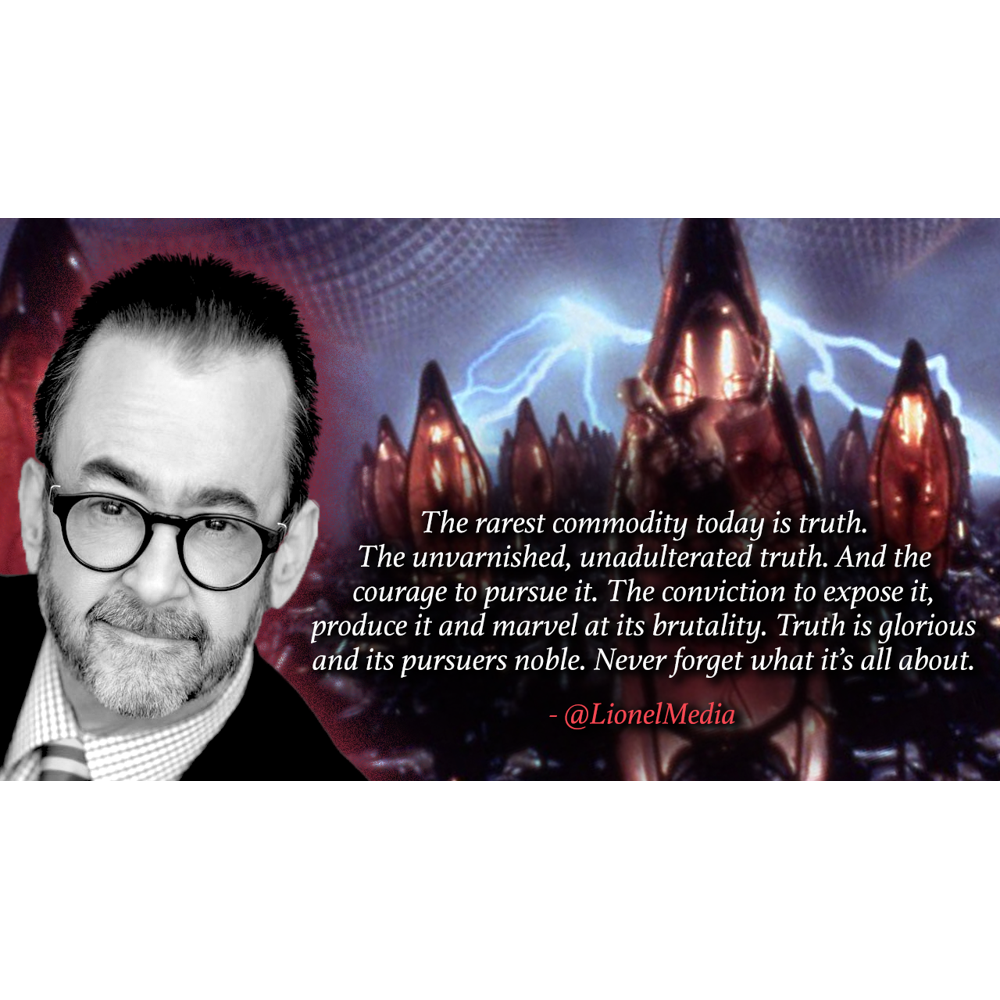 The rarest commodity today is truth.
The unvarnished, unadulterated truth. And the
courage to pursue it. The conviction to expose it,
produce it and marvel at its brutality. Truth is glorious
and its pursuers noble. Never forget what it’s all about.
- @LionelMedia